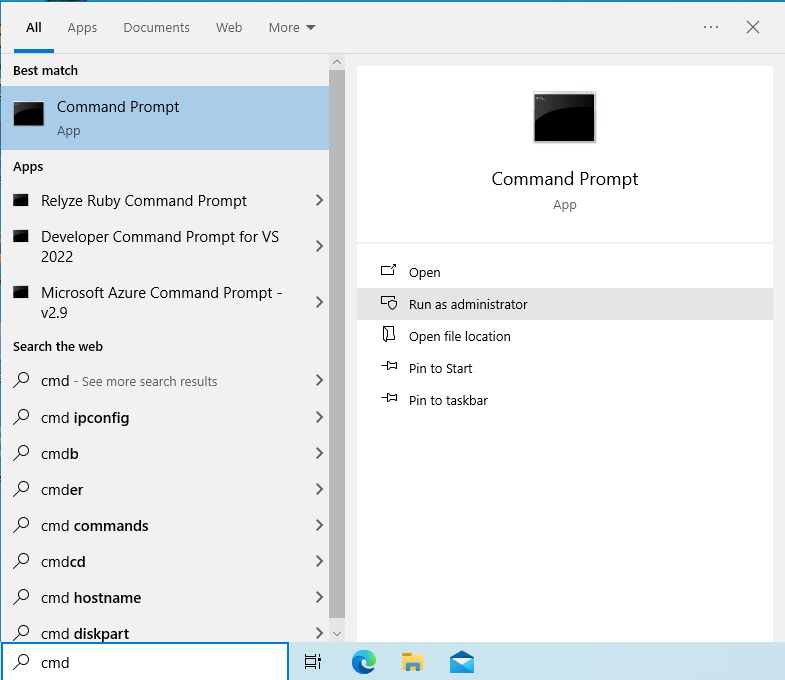 All Apps Documents Web More
Best match
Command Prompt
App
Apps
Relyze Ruby Command Prompt
Developer Command Prompt for VS
2022
Microsoft Azure Command Prompt -
v2.9
Search the web
cmd - See more search results
cmd ipconfig
cmdb
cmder
cmd commands
cmdcd
cmd hostname
cmd diskpart
cmd
Command Prompt
App
Open
Run as administrator
Open file location
Pin to Start
Pin to taskbar